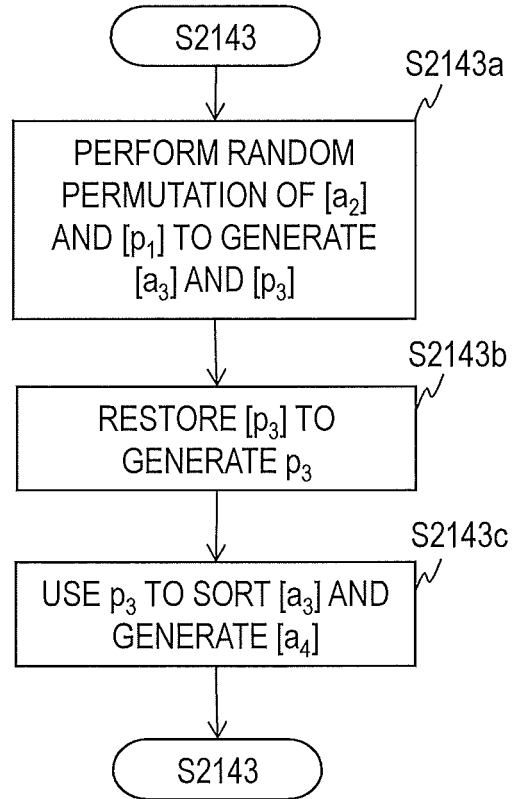 S2143
S2143a
PERFORM RANDOM
PERMUTATION OF [a₂]
AND [p₁] TO GENERATE
[a₃] AND [p₃]
S2143b
RESTORE [p₃] TO
GENERATE p₃
S2143c
USE p₃ TO SORT [a₃] AND
GENERATE [a₄]
S2143